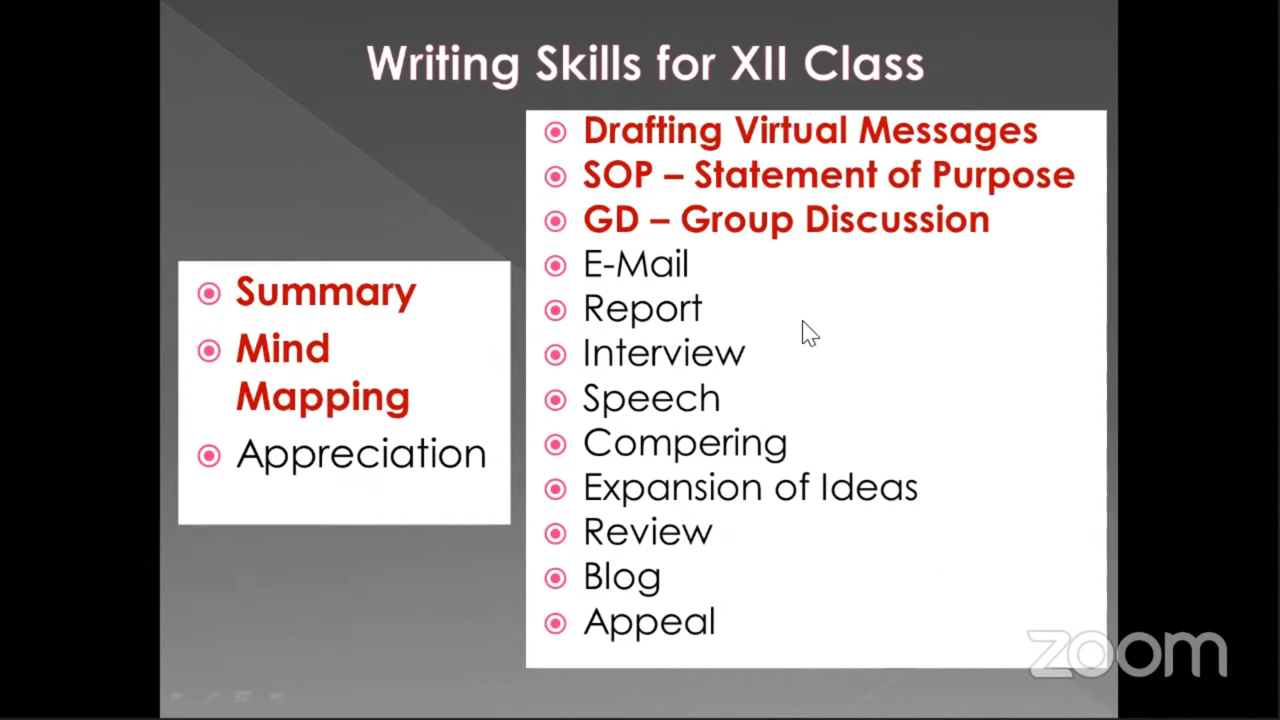 Writing Skills for XII Class
Summary
Mind
Mapping
Appreciation
Drafting Virtual Messages
SOP – Statement of Purpose
GD – Group Discussion
E-Mail
Report
Interview
Speech
Compering
Expansion of Ideas
Review
Blog
Appeal
zoom